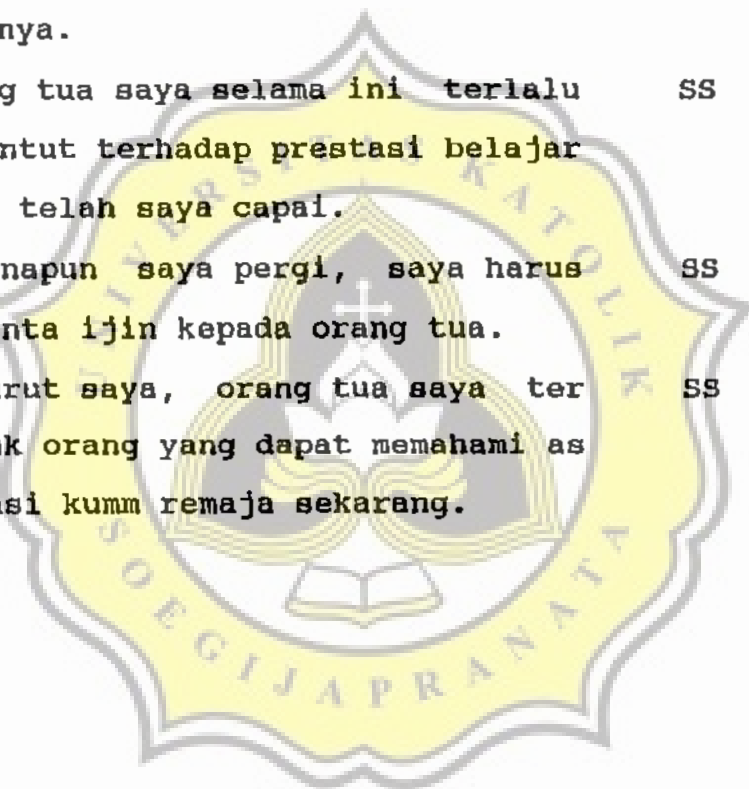 nya.
g tua saya selama ini terlalu SS
ntut terhadap prestasi belajar
telah saya capai.
napun saya pergi, saya harus SS
nta ijin kepada orang tua.
rut saya, orang tua saya ter SS
k orang yang dapat memahami as
si kumm remaja sekarang.
UNIVERSITAS KATOLIK
SOEGIJAPRANATA